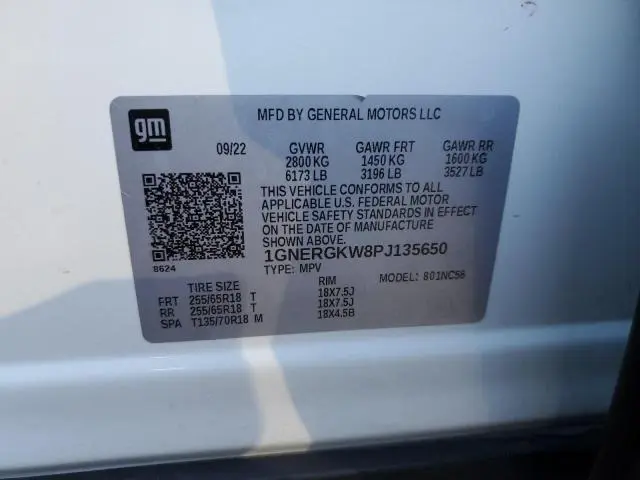 gm
MFD BY GENERAL MOTORS LLC
09/22 GVWR GAWR FRT GAWR RR
2800 KG 1450 KG 1600 KG
6173 LB 3196 LB 3527 LB
THIS VEHICLE CONFORMS TO ALL
APPLICABLE U.S. FEDERAL MOTOR
VEHICLE SAFETY STANDARDS IN EFFECT
ON THE DATE OF MANUFACTURE
SHOWN ABOVE.
8624
1GNERGKW8PJ135650
TYPE: MPV MODEL: 801NC56
TIRE SIZE RIM
FRT 255/65R18 T 18X7.5J
RR 255/65R18 T 18X7.5J
SPA T135/70R18 M 18X4.5B